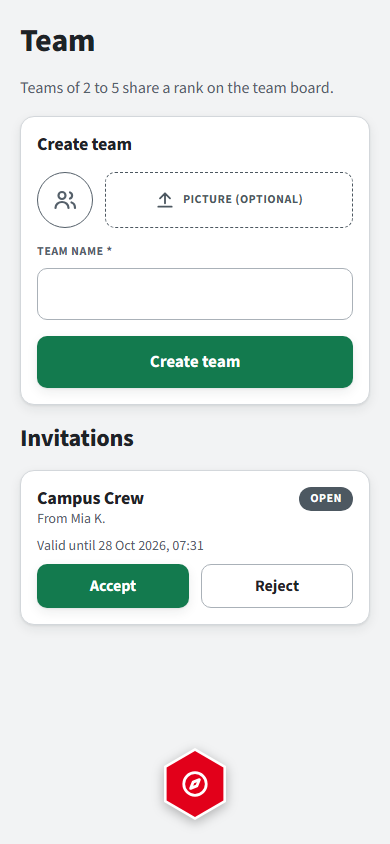 Team
Teams of 2 to 5 share a rank on the team board.
Create team
PICTURE (OPTIONAL)
TEAM NAME *
Create team
Invitations
Campus Crew
OPEN
From Mia K.
Valid until 28 Oct 2026, 07:31
Accept
Reject